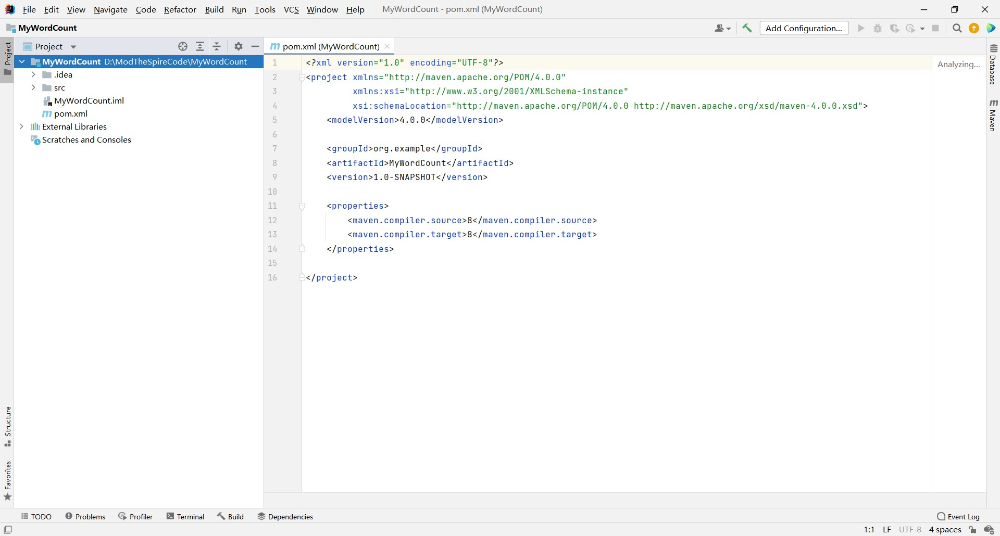 File Edit View Navigate Code Refactor Build Run Tools VCS Window Help MyWordCount - pom.xml (MyWordCount)
MyWordCount
Add Configuration...
Project
Project
pom.xml (MyWordCount)
MyWordCount D:\ModTheSpireCode\MyWordCount
.idea
src
MyWordCount.iml
pom.xml
External Libraries
Scratches and Consoles
1 <?xml version="1.0" encoding="UTF-8"?>
2 <project xmlns="http://maven.apache.org/POM/4.0.0"
3 xmlns:xsi="http://www.w3.org/2001/XMLSchema-instance"
4 xsi:schemaLocation="http://maven.apache.org/POM/4.0.0 http://maven.apache.org/xsd/maven-4.0.0.xsd">
5 <modelVersion>4.0.0</modelVersion>
6
7 <groupId>org.example</groupId>
8 <artifactId>MyWordCount</artifactId>
9 <version>1.0-SNAPSHOT</version>
10
11 <properties>
12 <maven.compiler.source>8</maven.compiler.source>
13 <maven.compiler.target>8</maven.compiler.target>
14 </properties>
15
16 </project>
Analyzing...
Database
m Maven
Structure
Favorites
TODO Problems Profiler Terminal Build Dependencies Event Log
1:1 LF UTF-8 4 spaces